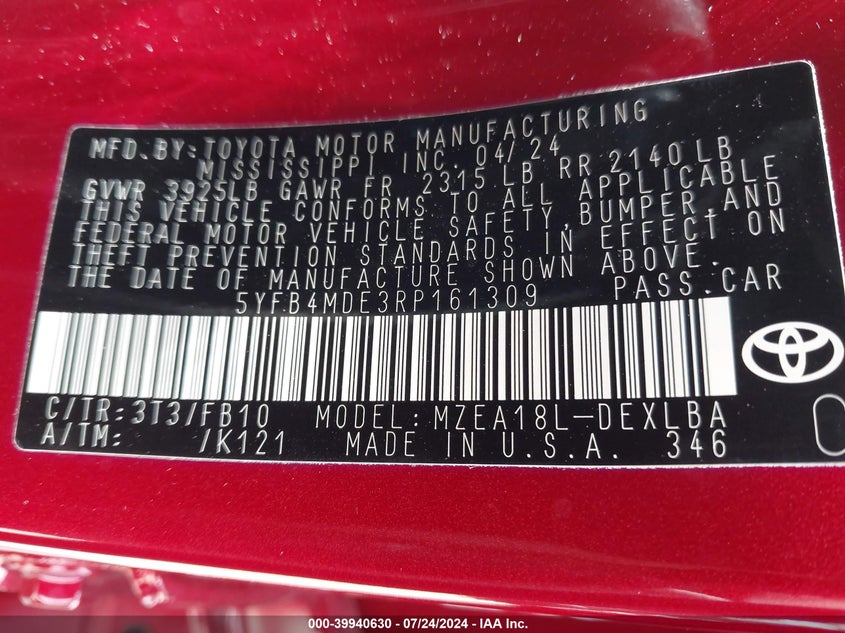 MFD.BY:TOYOTA MOTOR MANUFACTURING
MISSISSIPPI INC. 04/24
GVWR 3925LB GAWR FR 2315 LB RR 2140 LB
THIS VEHICLE CONFORMS TO ALL APPLICABLE
FEDERAL MOTOR VEHICLE SAFETY,BUMPER,AND
THEFT PREVENTION STANDARDS IN EFFECT ON
THE DATE OF MANUFACTURE SHOWN ABOVE.
5YFB4MDE3RP161309 PASS.CAR
C/TR:3T3/FB10 MODEL:MZEA18L-DEXLBA
A/TM: /K121 MADE IN U.S.A. 346
000-39940630 - 07/24/2024 - IAA Inc.